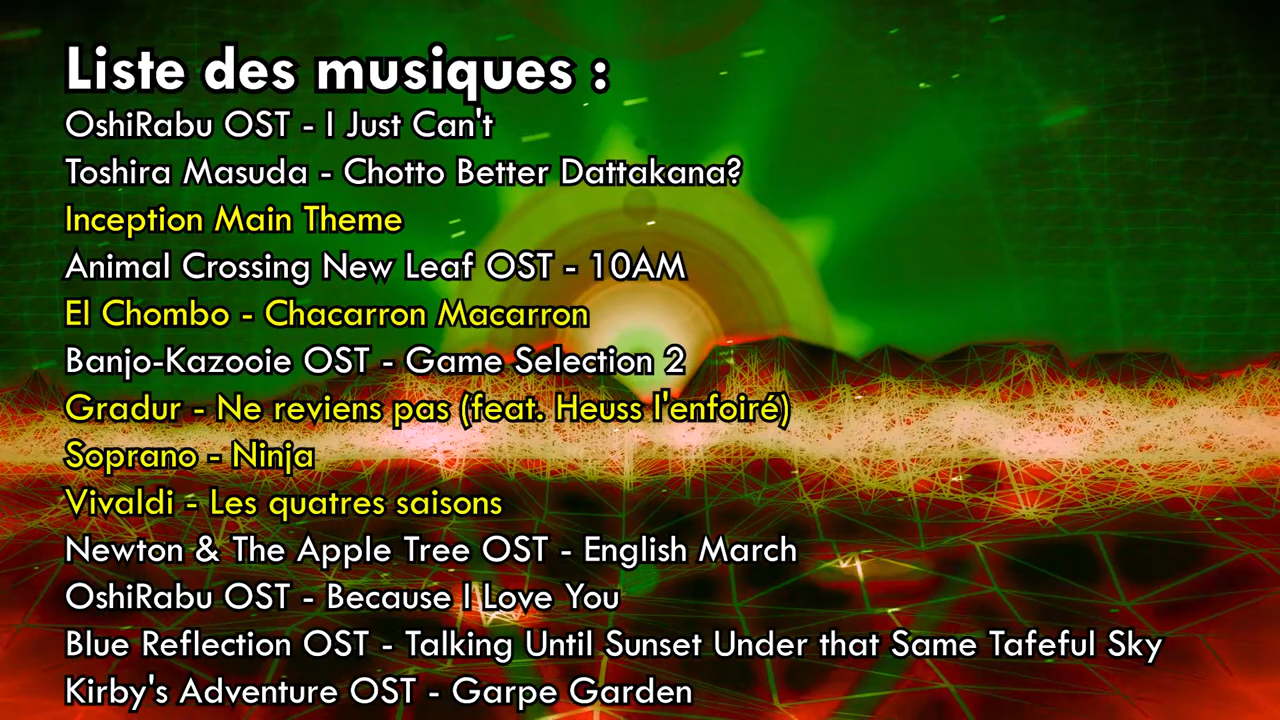 Liste des musiques :
OshiRabu OST - I Just Can't
Toshira Masuda - Chotto Better Dattakana?
Inception Main Theme
Animal Crossing New Leaf OST - 10AM
El Chombo - Chacarron Macarron
Banjo-Kazooie OST - Game Selection 2
Gradur - Ne reviens pas (feat. Heuss l'enfoiré)
Soprano - Ninja
Vivaldi - Les quatres saisons
Newton & The Apple Tree OST - English March
OshiRabu OST - Because I Love You
Blue Reflection OST - Talking Until Sunset Under that Same Tafeful Sky
Kirby's Adventure OST - Garpe Garden